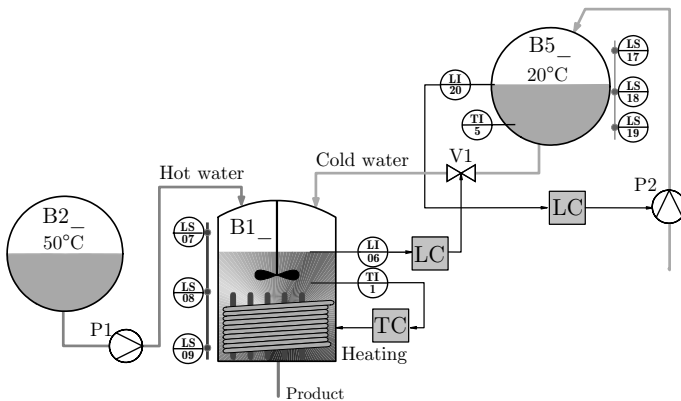 B5_
20°C
LS
17
LI
20
LS
18
TI
5
LS
19
Hot water
Cold water
V1
P2
B2_
50°C
LS
07
B1_
LI
06
LC
LC
TI
1
LS
08
P1
TC
LS
09
Heating
Product